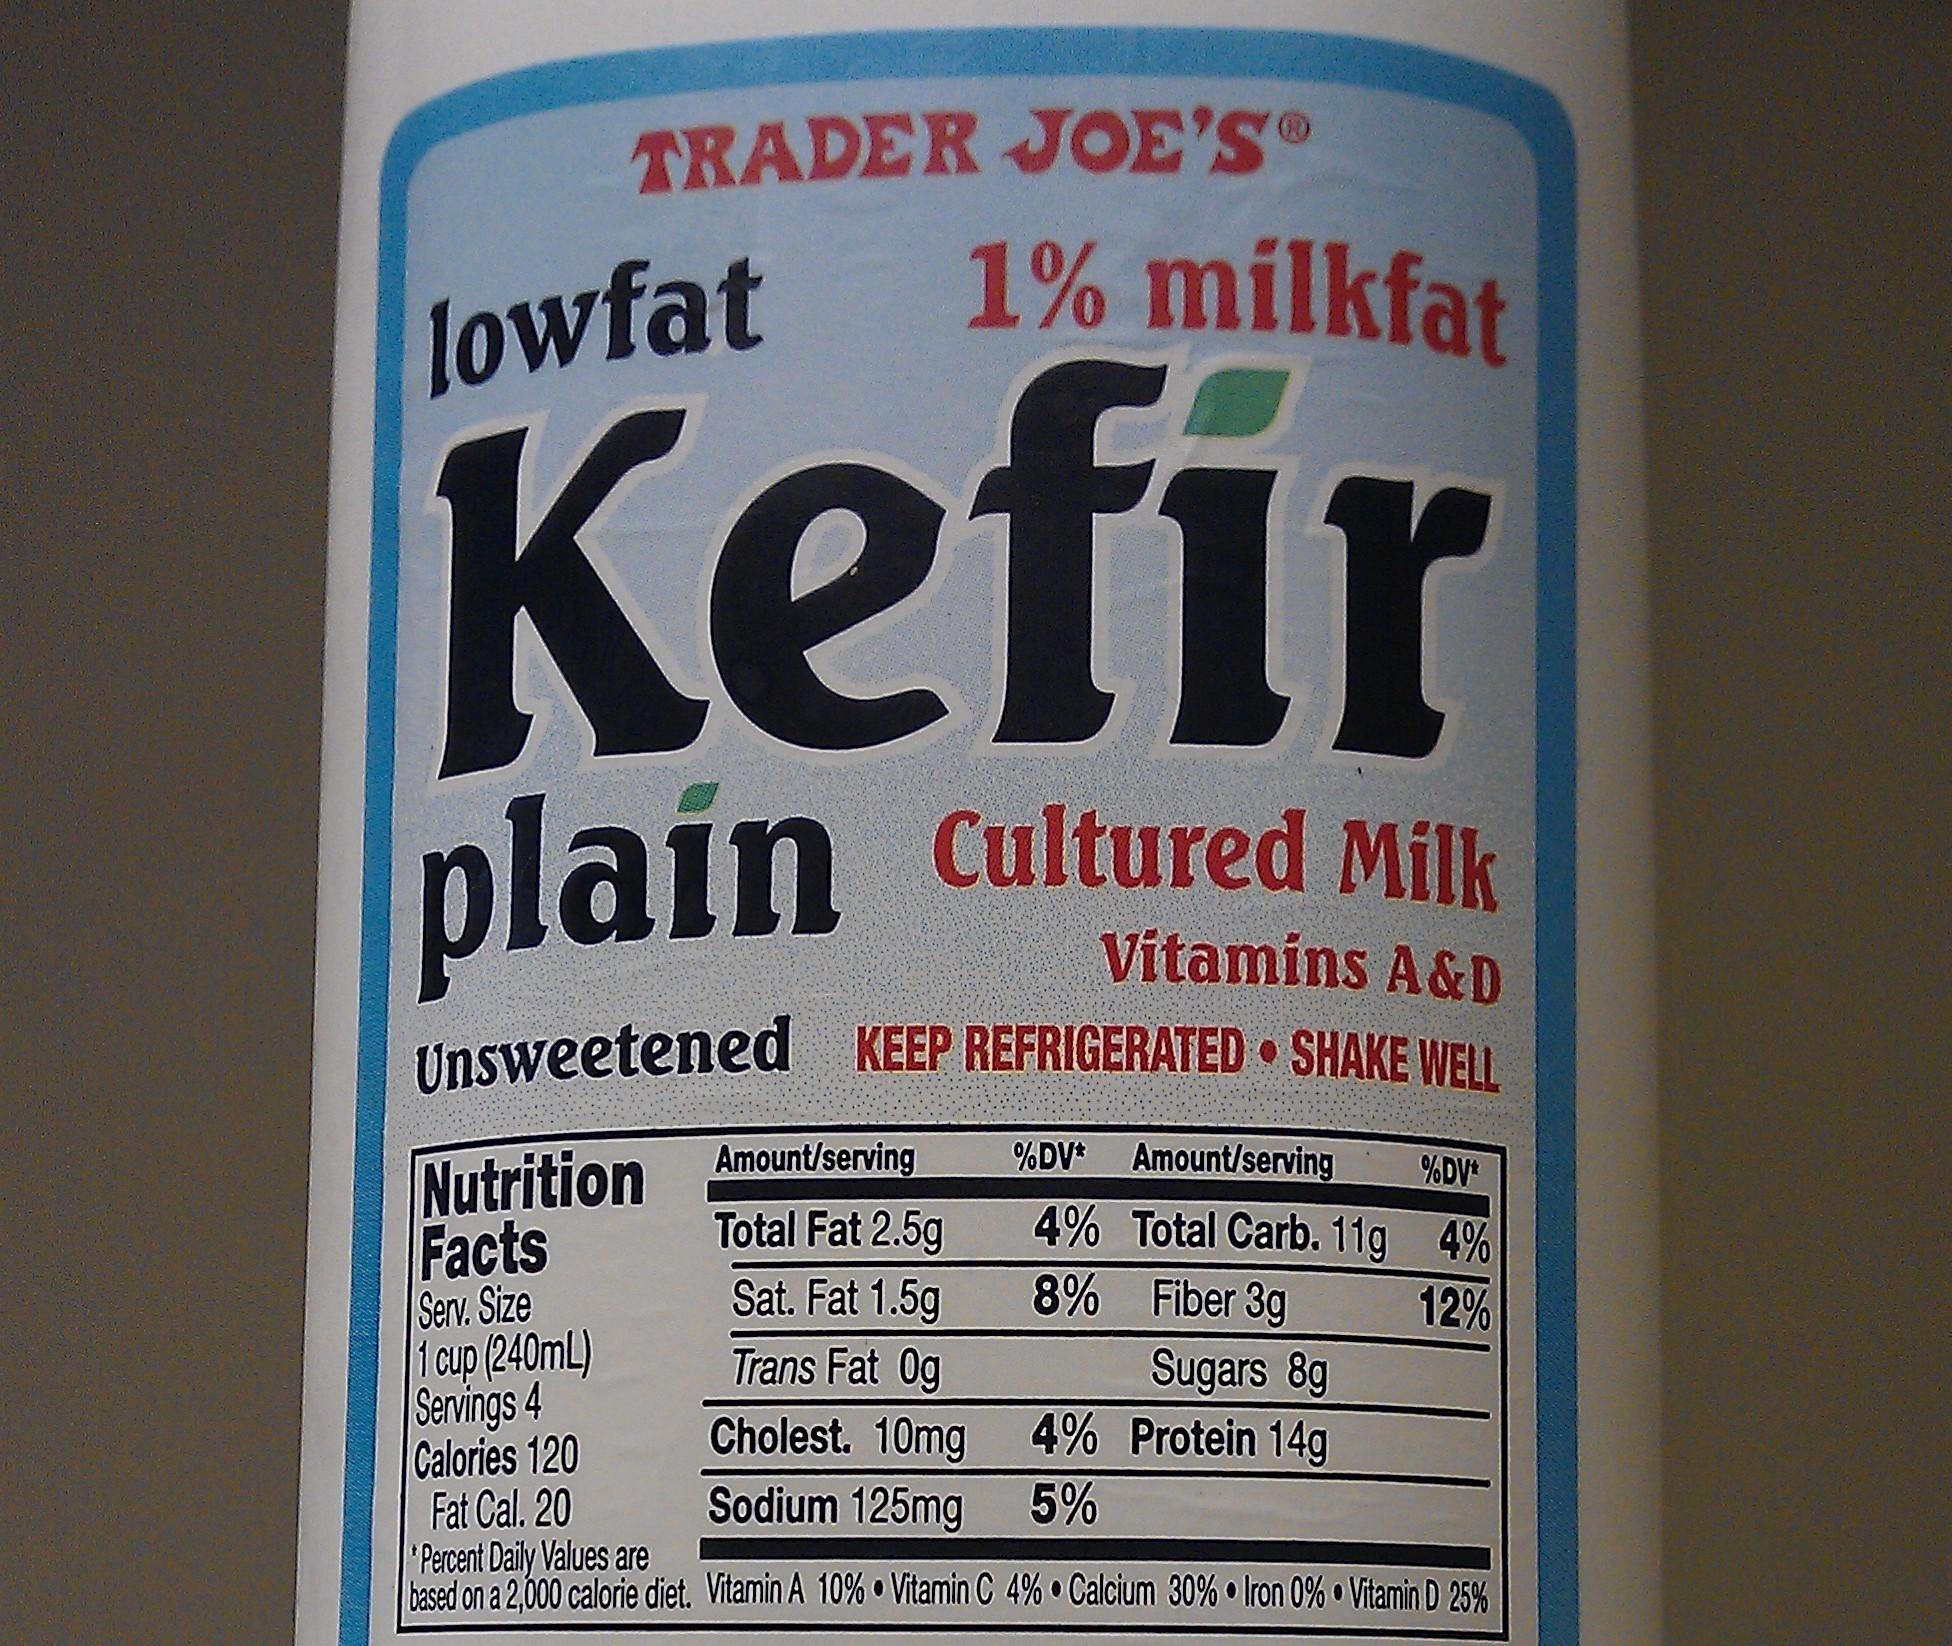 TRADER JOE'S®
lowfat 1% milkfat
Kefir
plain Cultured Milk
Vitamins A&D
Unsweetened KEEP REFRIGERATED • SHAKE WELL
Nutrition
Facts
Serv. Size
1 cup (240mL)
Servings 4
Calories 120
Fat Cal. 20
*Percent Daily Values are
based on a 2,000 calorie diet.
Amount/serving %DV* Amount/serving %DV*
Total Fat 2.5g 4% Total Carb. 11g 4%
Sat. Fat 1.5g 8% Fiber 3g 12%
Trans Fat 0g Sugars 8g
Cholest. 10mg 4% Protein 14g
Sodium 125mg 5%
Vitamin A 10% • Vitamin C 4% • Calcium 30% • Iron 0% • Vitamin D 25%